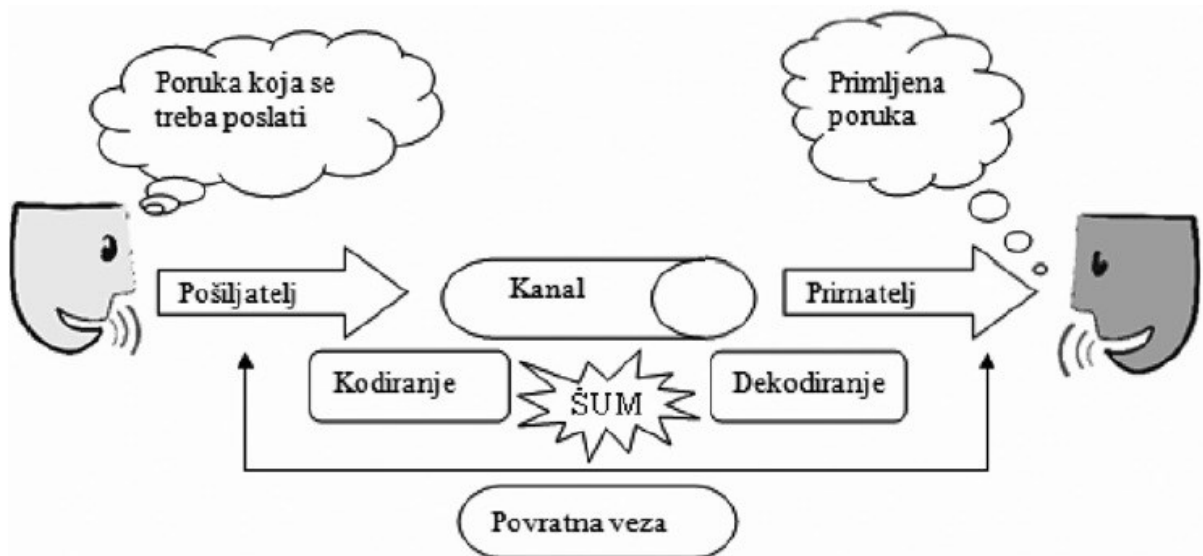 Poruka koja se
treba poslati
Primljena
poruka
Pošiljatelj
Kanal
Primatelj
Kodiranje
ŠUM
Dekodiranje
Povratna veza